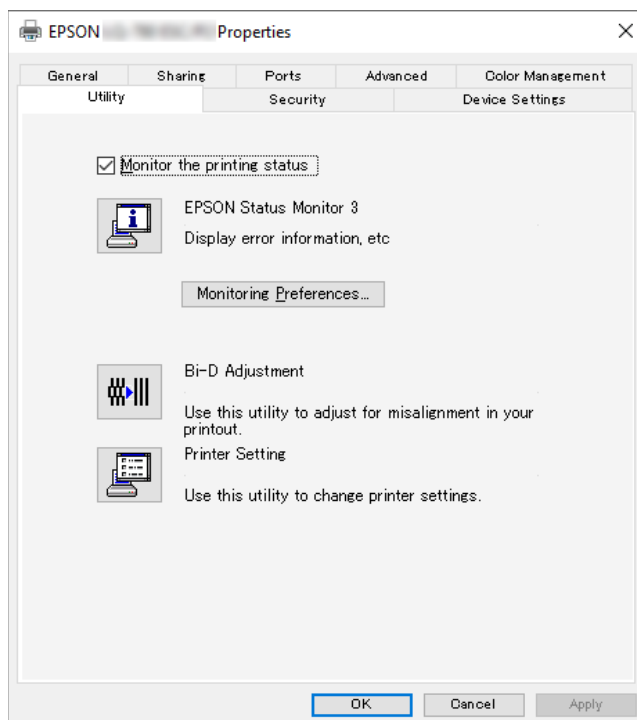 EPSON Properties
General Sharing Ports Advanced Color Management
Utility Security Device Settings
Monitor the printing status
EPSON Status Monitor 3
Display error information, etc
Monitoring Preferences...
Bi-D Adjustment
Use this utility to adjust for misalignment in your
printout.
Printer Setting
Use this utility to change printer settings.
OK Cancel Apply